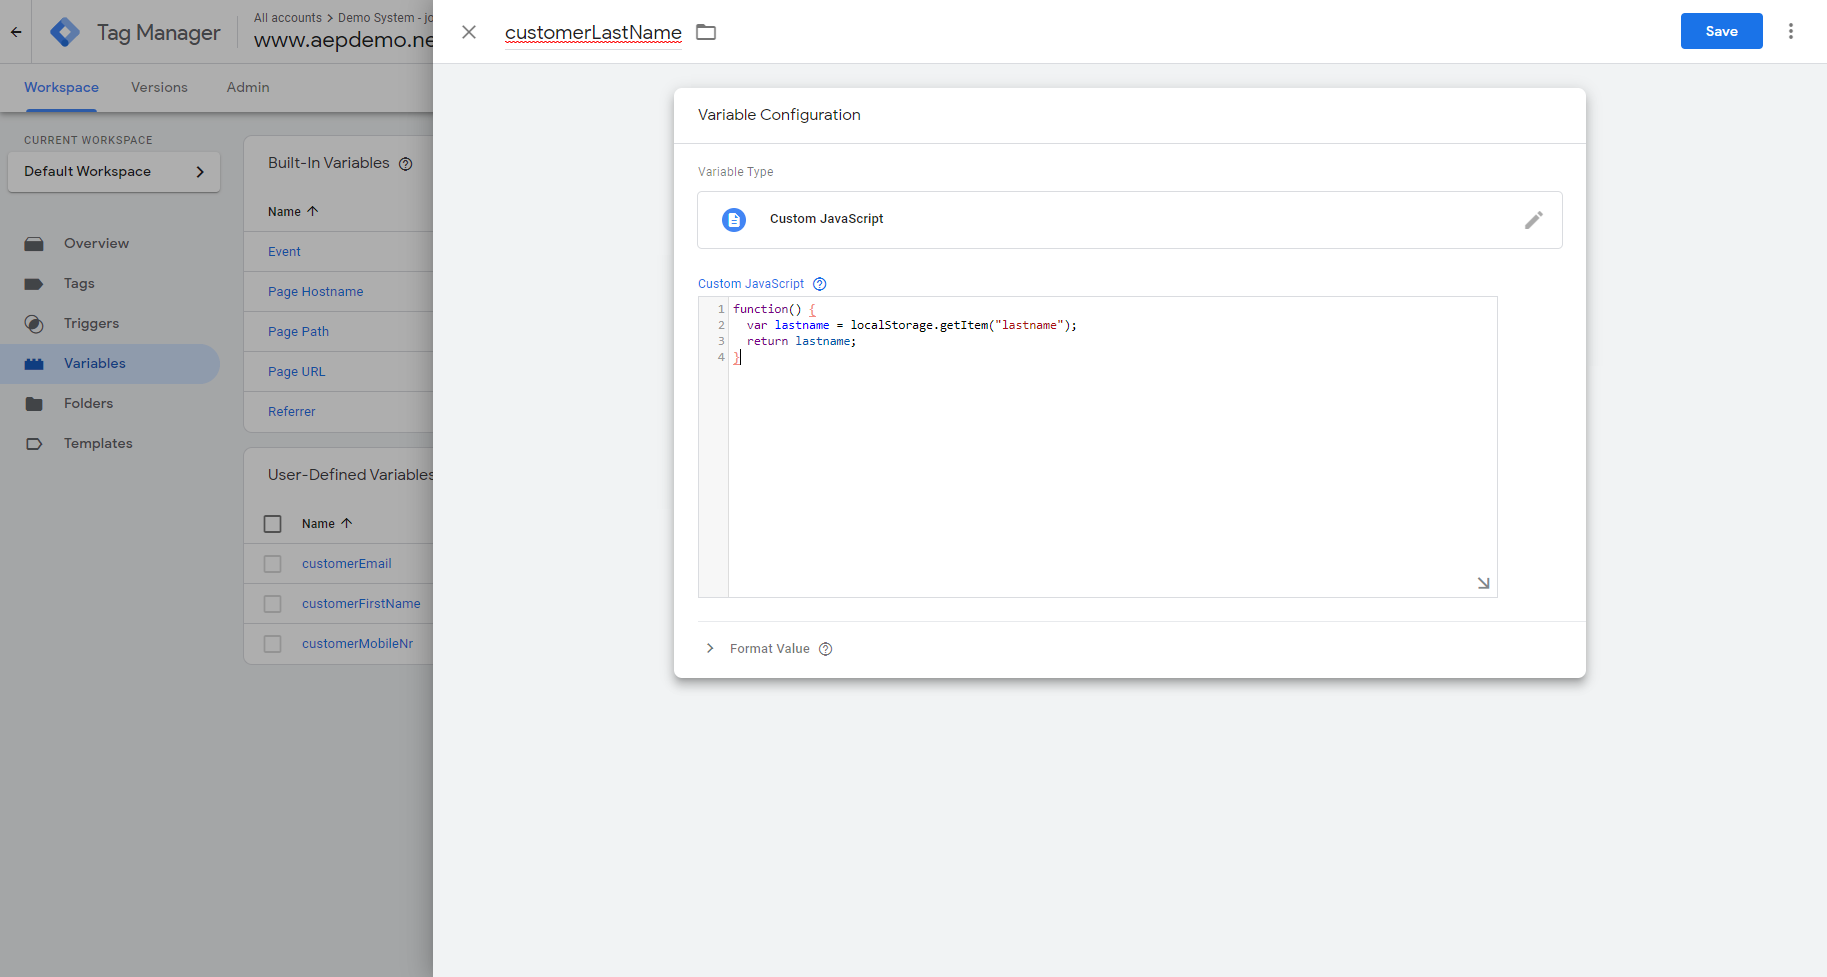 Tag Manager
All accounts > Demo System - jo
www.aepdemo.ne
customerLastName
Save
Workspace
Versions
Admin
CURRENT WORKSPACE
Default Workspace
Overview
Tags
Triggers
Variables
Folders
Templates
Built-In Variables
Name
Event
Page Hostname
Page Path
Page URL
Referrer
User-Defined Variables
Name
customerEmail
customerFirstName
customerMobileNr
Variable Configuration
Variable Type
Custom JavaScript
Custom JavaScript
1 function() {
2 var lastname = localStorage.getItem("lastname");
3 return lastname;
4 }
Format Value